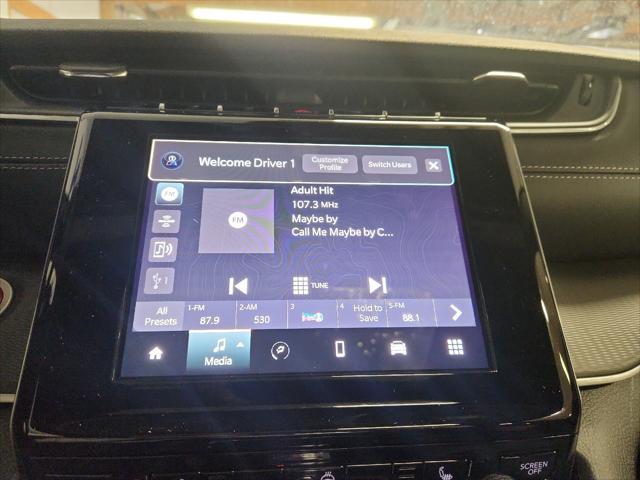 Welcome Driver 1
Customize Profile
Switch Users
FM
Adult Hit
107.3 MHz
FM
Maybe by
Call Me Maybe by C...
1
TUNE
All Presets
1-FM
87.9
2-AM
530
3
4
Hold to Save
5-FM
88.1
Media
SCREEN OFF